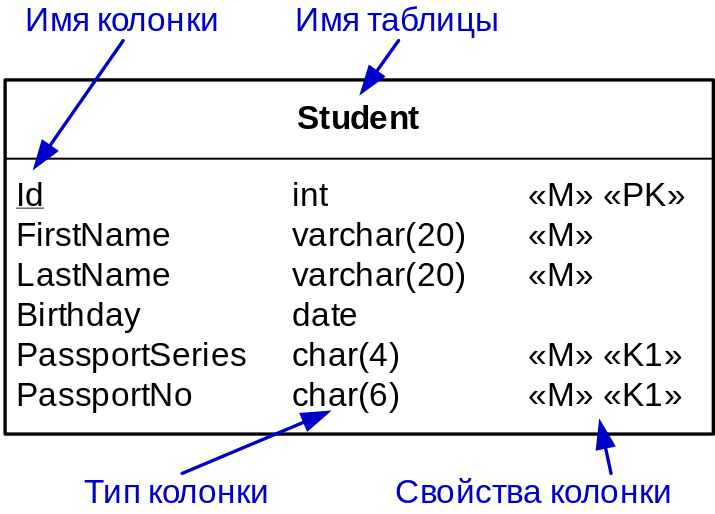 Имя колонки Имя таблицы
Student
Id int «M» «PK»
FirstName varchar(20) «M»
LastName varchar(20) «M»
Birthday date
PassportSeries char(4) «M» «K1»
PassportNo char(6) «M» «K1»
Тип колонки Свойства колонки